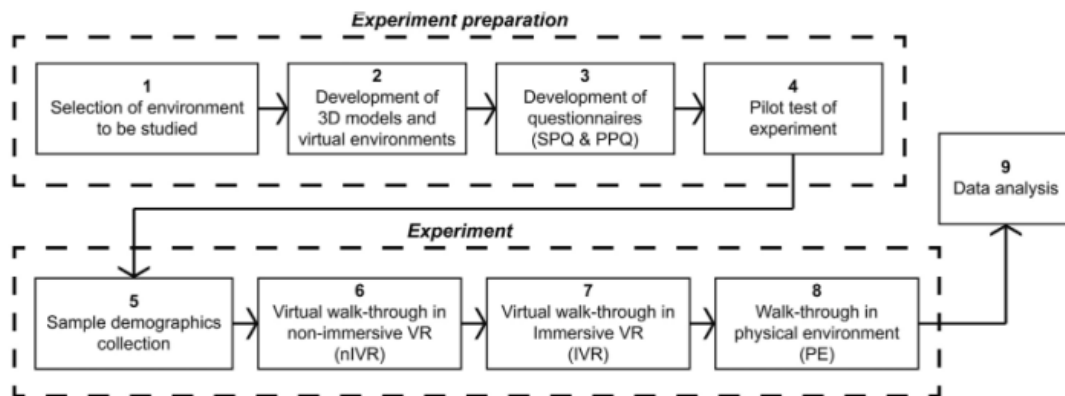 Experiment preparation
1
Selection of environment
to be studied
2
Development of
3D models and
virtual environments
3
Development of
questionnaires
(SPQ & PPQ)
4
Pilot test of
experiment
Experiment
5
Sample demographics
collection
6
Virtual walk-through in
non-immersive VR
(nIVR)
7
Virtual walk-through in
Immersive VR
(IVR)
8
Walk-through in
physical environment
(PE)
9
Data analysis